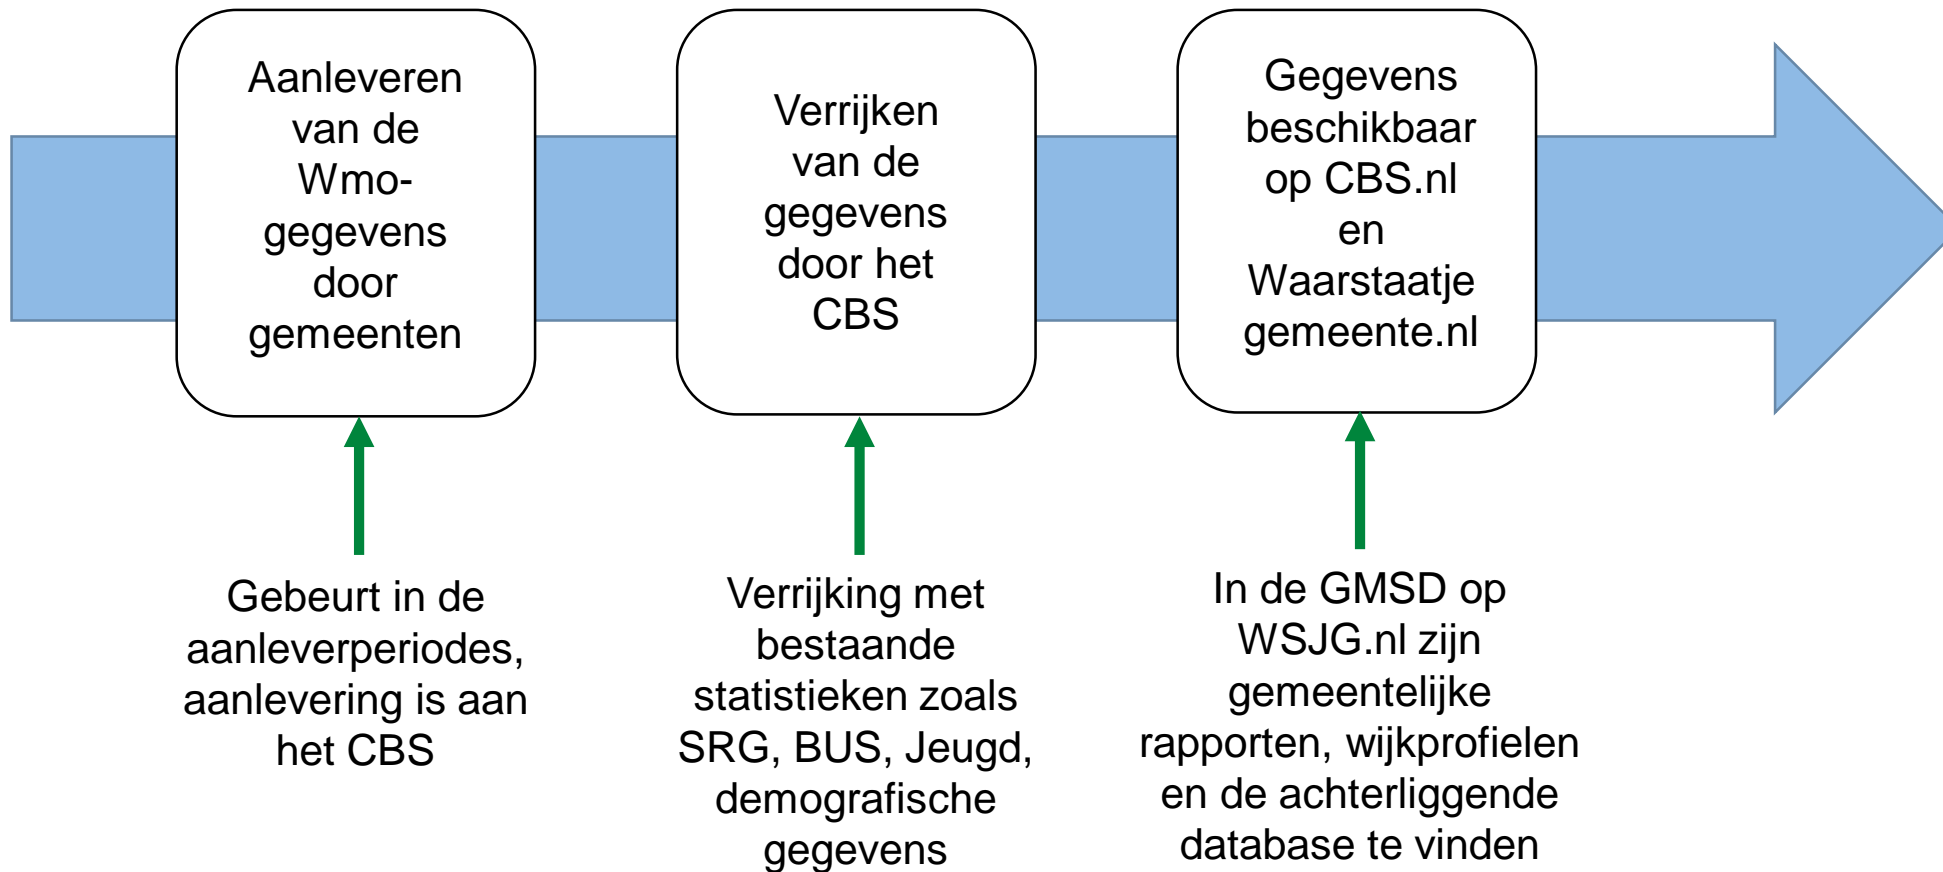 Aanleveren
van de
Wmo-
gegevens
door
gemeenten
Verrijken
van de
gegevens
door het
CBS
Gegevens
beschikbaar
op CBS.nl
en
Waarstaatje
gemeente.nl
Gebeurt in de
aanleverperiodes,
aanlevering is aan
het CBS
Verrijking met
bestaande
statistieken zoals
SRG, BUS, Jeugd,
demografische
gegevens
In de GMSD op
WSJG.nl zijn
gemeentelijke
rapporten, wijkprofielen
en de achterliggende
database te vinden